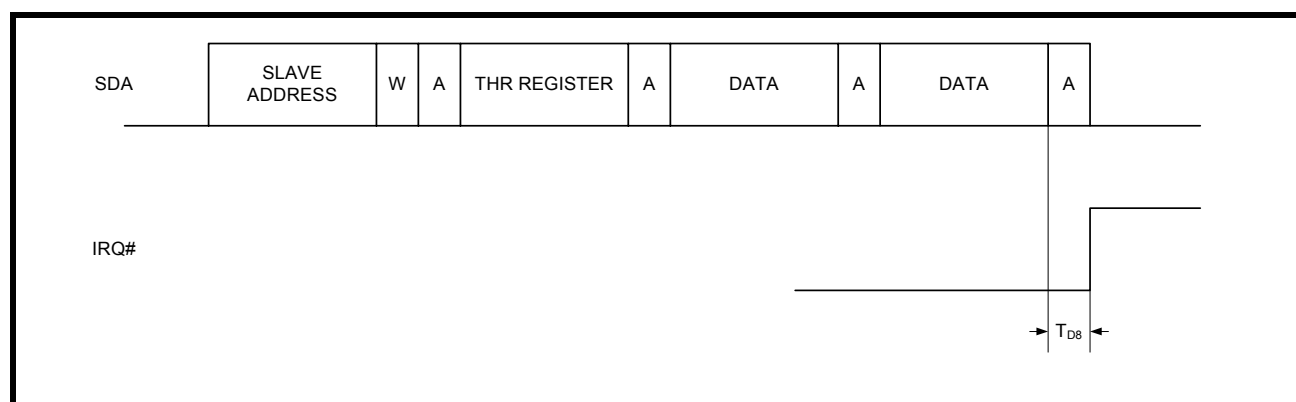 SDA
SLAVE
ADDRESS
W
A
THR REGISTER
A
DATA
A
DATA
A
IRQ#
TD8